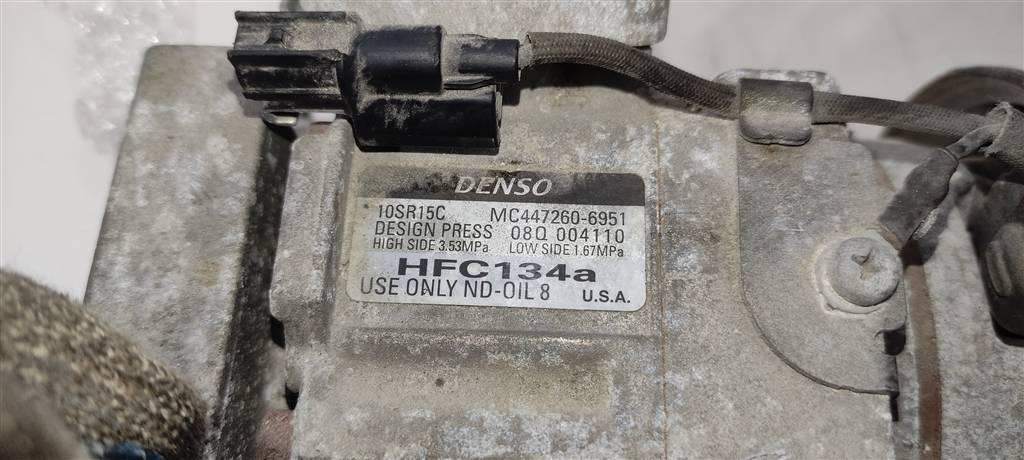 DENSO
10SR15C MC447260-6951
DESIGN PRESS 08Q 004110
HIGH SIDE 3.53MPa LOW SIDE 1.67MPa
HFC134a
USE ONLY ND-OIL 8 U.S.A.